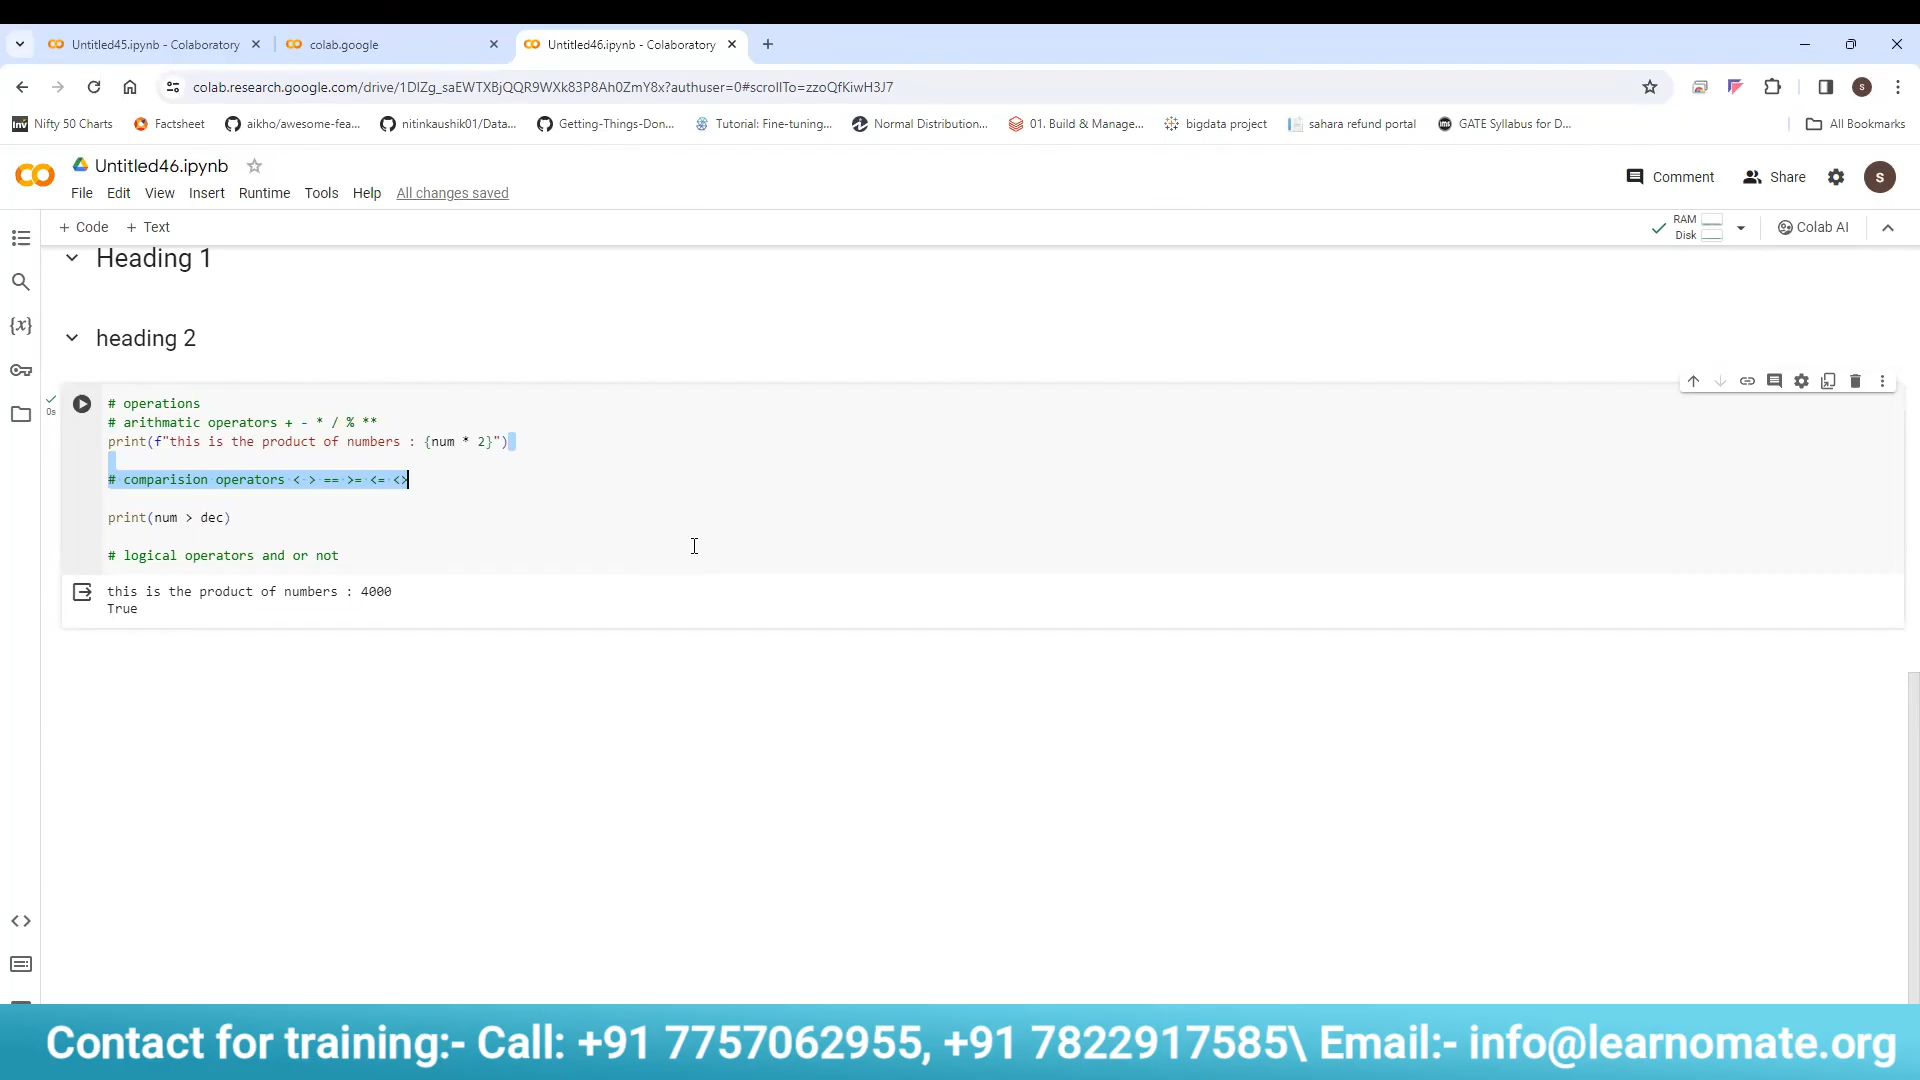 Untitled45.ipynb - Colaboratory
colab.google
Untitled46.ipynb - Colaboratory
colab.research.google.com/drive/1DlZg_saEWTXBjQQR9WXk83P8Ah0ZmY8x?authuser=0#scrollTo=zzoQfKiwH3J7
S
Inv Nifty 50 Charts
Factsheet
aikho/awesome-fea...
nitinkaushik01/Data...
Getting-Things-Don...
Tutorial: Fine-tuning...
Normal Distribution...
01. Build & Manage...
bigdata project
sahara refund portal
GATE Syllabus for D...
All Bookmarks
Untitled46.ipynb
Comment
Share
S
File Edit View Insert Runtime Tools Help All changes saved
+ Code + Text
RAM
Disk
Colab AI
Heading 1
{x}
heading 2
0s
# operations
# arithmatic operators + - * / % **
print(f"this is the product of numbers : {num * 2}")
# comparision operators < > == >= <= <>
print(num > dec)
# logical operators and or not
this is the product of numbers : 4000
True
Contact for training:- Call: +91 7757062955, +91 7822917585\ Email:- info@learnomate.org